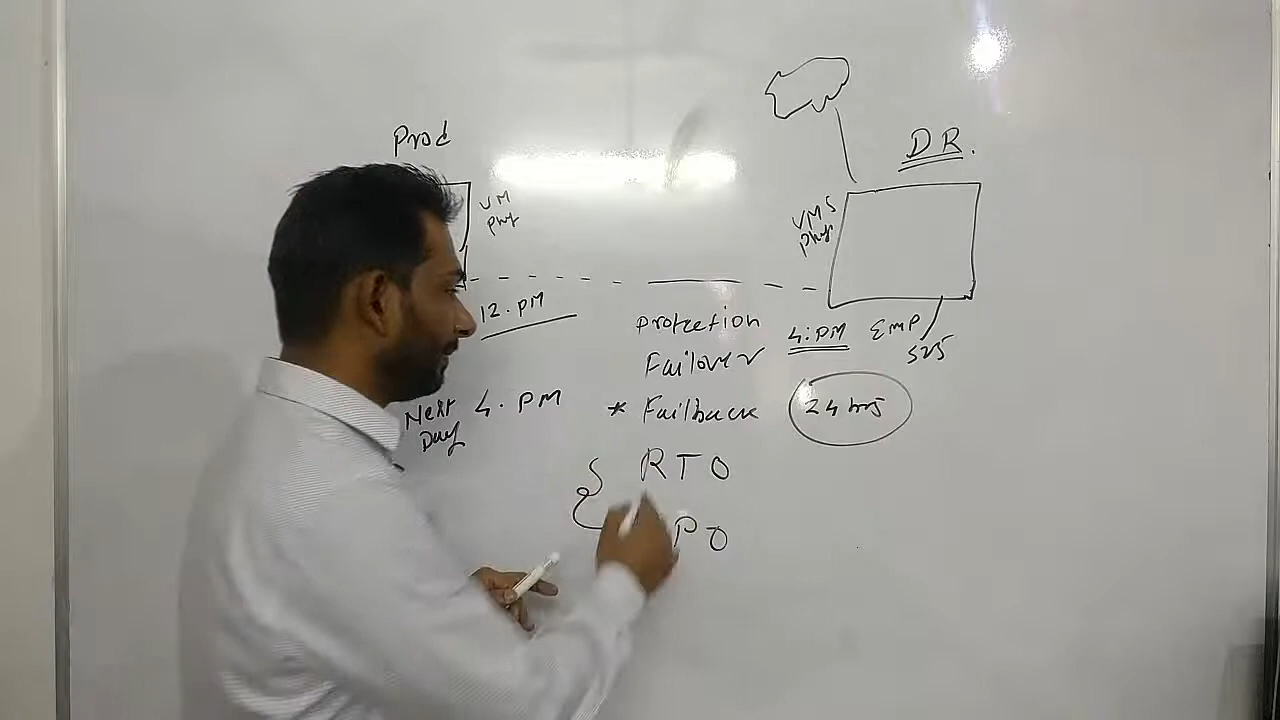 Prod
DR.
VM
phy
VMS
phy
12.PM
Protection
4:PM
EMP
Failover
Next
Day
4.PM
* Failback
24 hrs
RTO
PO